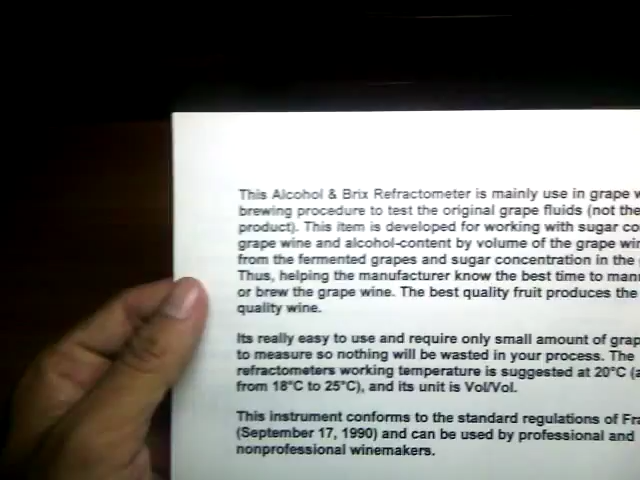 This Alcohol & Brix Refractometer is mainly use in grape
brewing procedure to test the original grape fluids (not the
product). This item is developed for working with sugar
grape wine and alcohol-content by volume of the grape
from the fermented grapes and sugar concentration in the
Thus, helping the manufacturer know the best time to
or brew the grape wine. The best quality fruit produces the
quality wine.
Its really easy to use and require only small amount of
to measure so nothing will be wasted in your process. The
refractometers working temperature is suggested at 20°C
from 18°C to 25°C), and its unit is Vol/Vol.
This instrument conforms to the standard regulations of
(September 17, 1990) and can be used by professional and
nonprofessional winemakers.